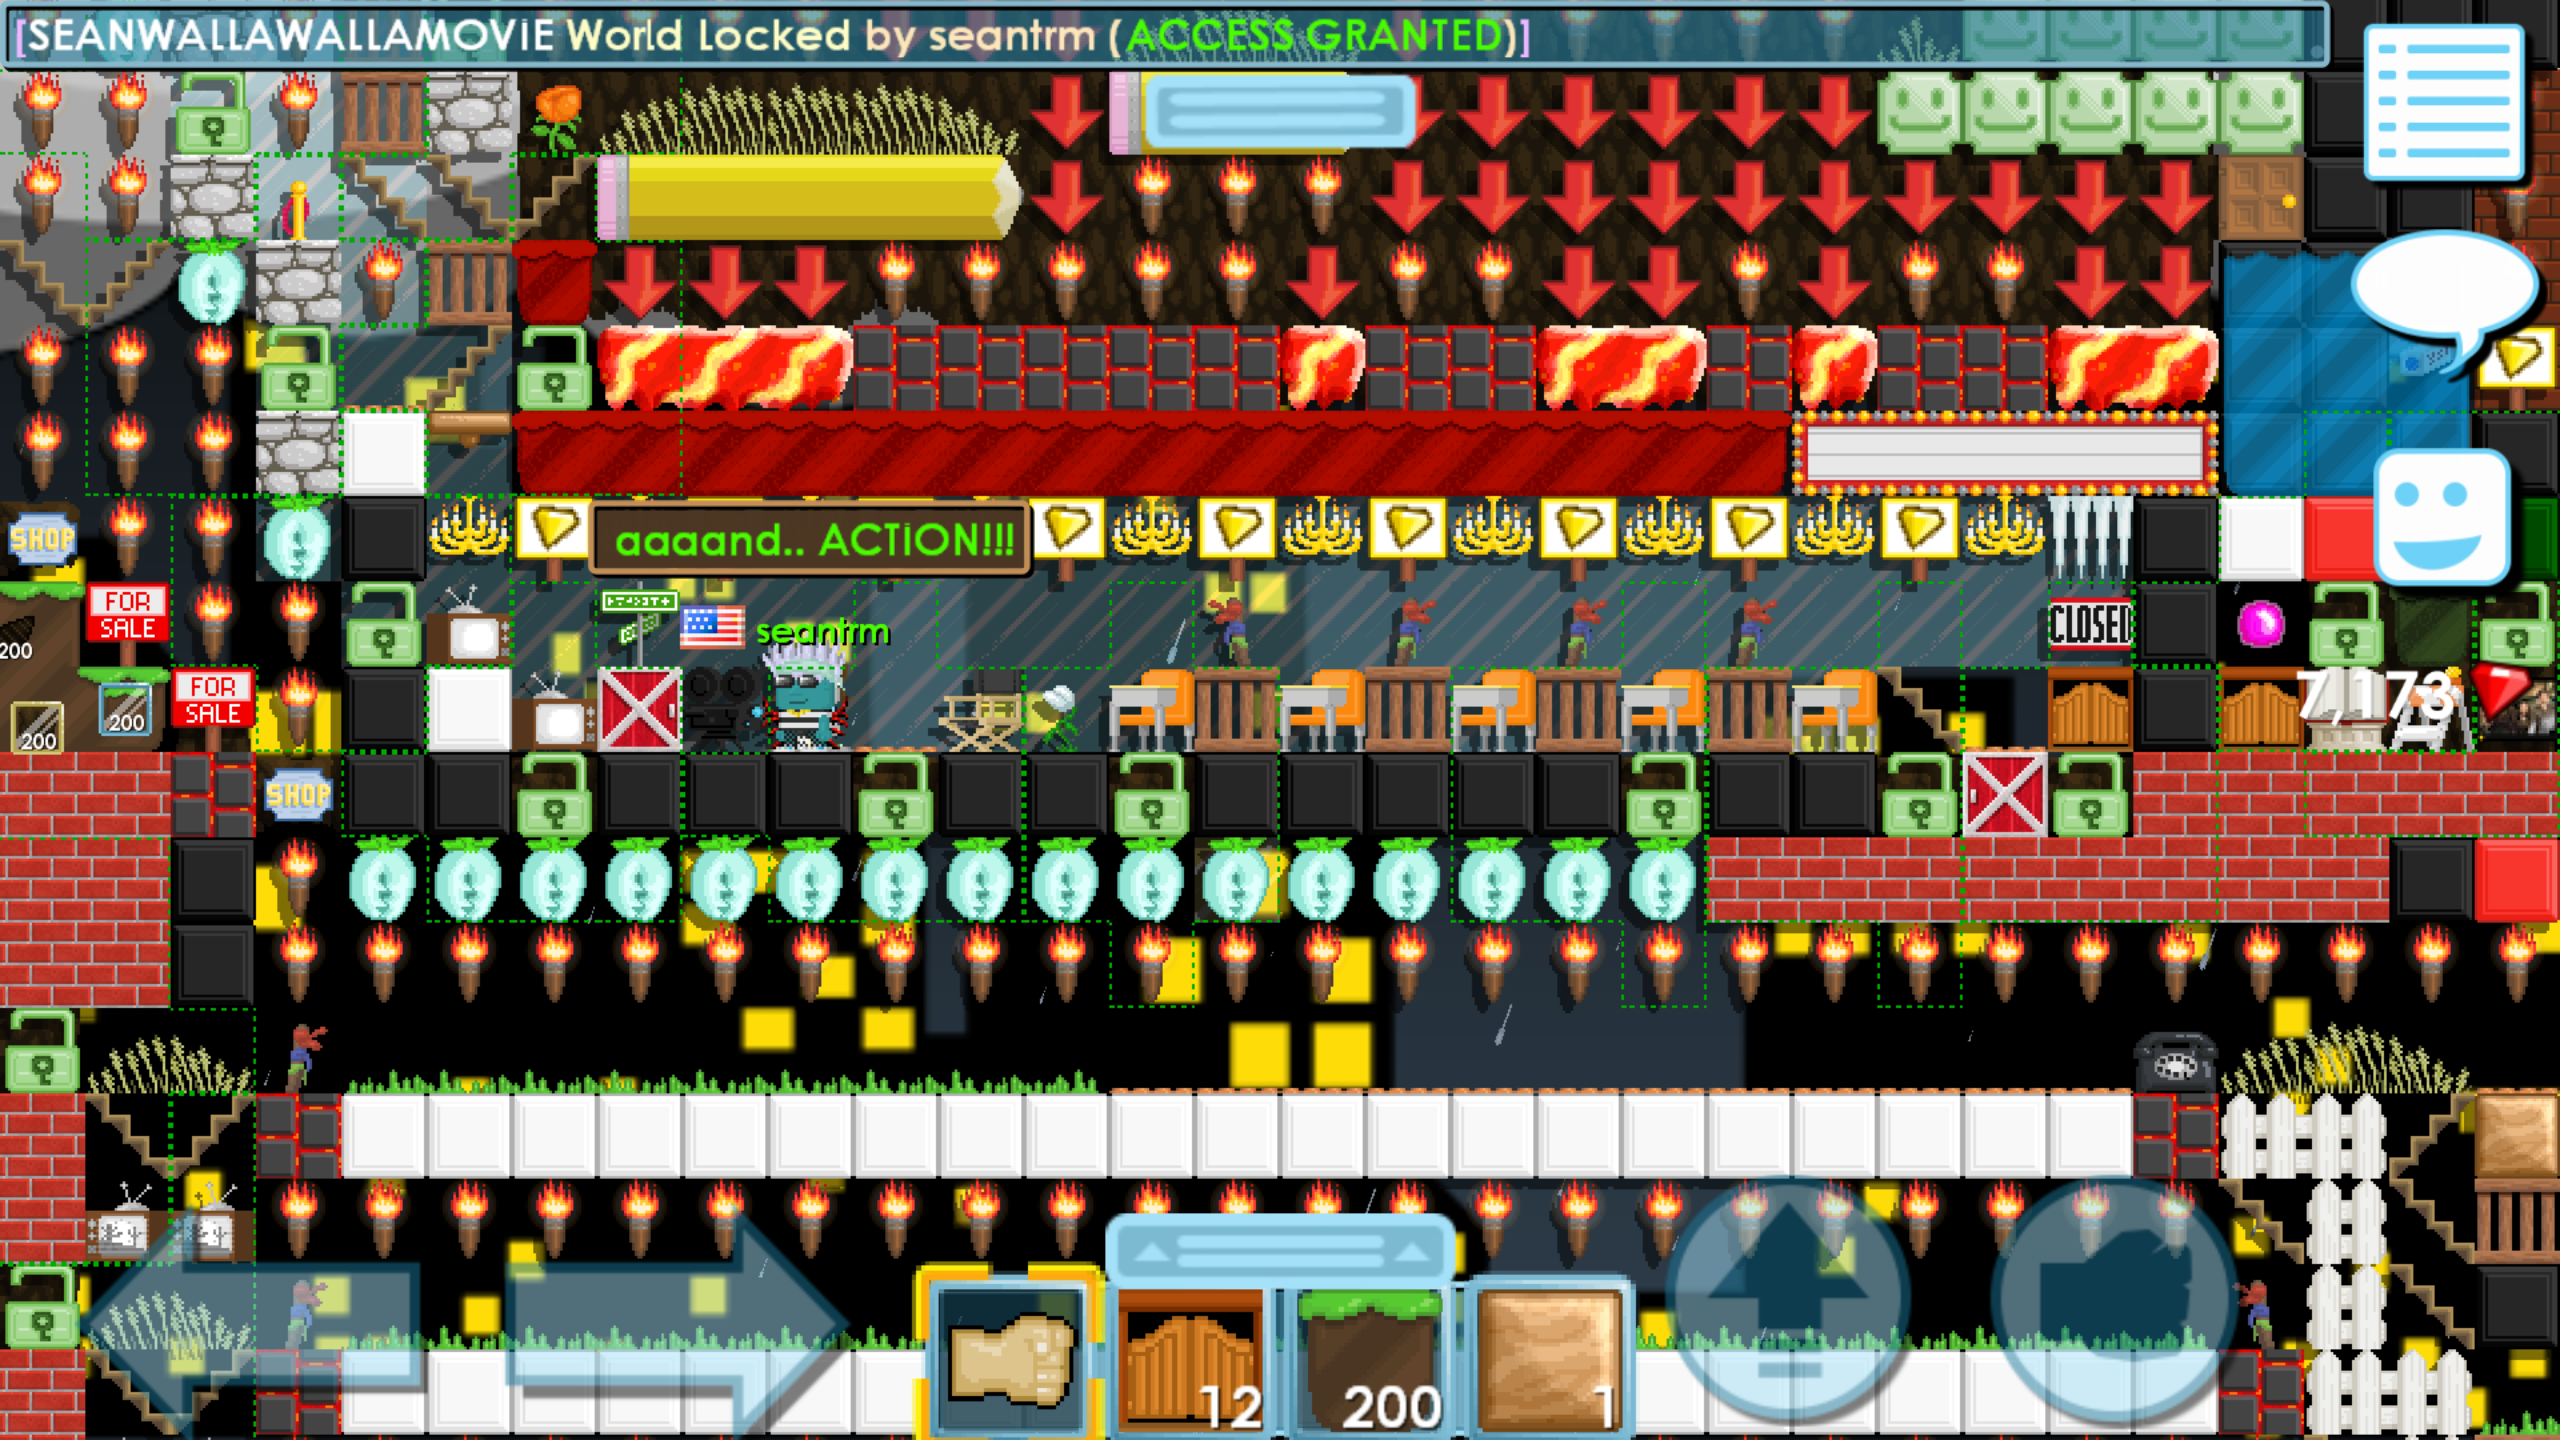 [SEANWALLAWALLAMOVIE World Locked by seantrm (ACCESS GRANTED)]
SHOP
aaaand.. ACTiON!!!
FOR
SALE
seantrm
CLOSED
200
FOR
SALE
7,173
200
200
SHOP
12
200
1